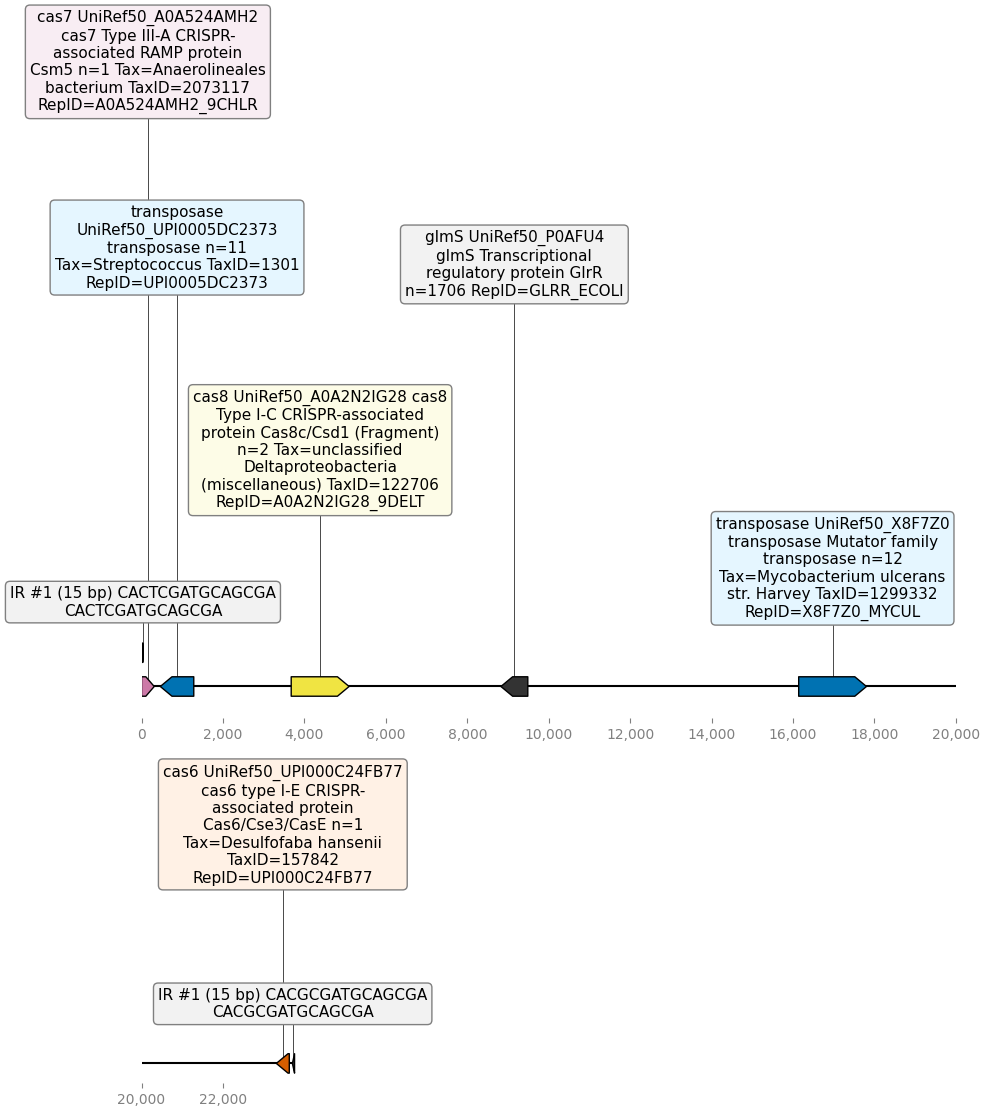 cas7 UniRef50_A0A524AMH2
cas7 Type III-A CRISPR-
associated RAMP protein
Csm5 n=1 Tax=Anaerolineales
bacterium TaxID=2073117
RepID=A0A524AMH2_9CHLR
transposase
UniRef50_UPI0005DC2373
transposase n=11
Tax=Streptococcus TaxID=1301
RepID=UPI0005DC2373
glmS UniRef50_P0AFU4
glmS Transcriptional
regulatory protein GlrR
n=1706 RepID=GLRR_ECOLI
cas8 UniRef50_A0A2N2IG28 cas8
Type I-C CRISPR-associated
protein Cas8c/Csd1 (Fragment)
n=2 Tax=unclassified
Deltaproteobacteria
(miscellaneous) TaxID=122706
RepID=A0A2N2IG28_9DELT
transposase UniRef50_X8F7Z0
transposase Mutator family
transposase n=12
Tax=Mycobacterium ulcerans
str. Harvey TaxID=1299332
RepID=X8F7Z0_MYCUL
IR #1 (15 bp) CACTCGATGCAGCGA
CACTCGATGCAGCGA
0 2,000 4,000 6,000 8,000 10,000 12,000 14,000 16,000 18,000 20,000
cas6 UniRef50_UPI000C24FB77
cas6 type I-E CRISPR-
associated protein
Cas6/Cse3/CasE n=1
Tax=Desulfofaba hansenii
TaxID=157842
RepID=UPI000C24FB77
IR #1 (15 bp) CACGCGATGCAGCGA
CACGCGATGCAGCGA
20,000 22,000